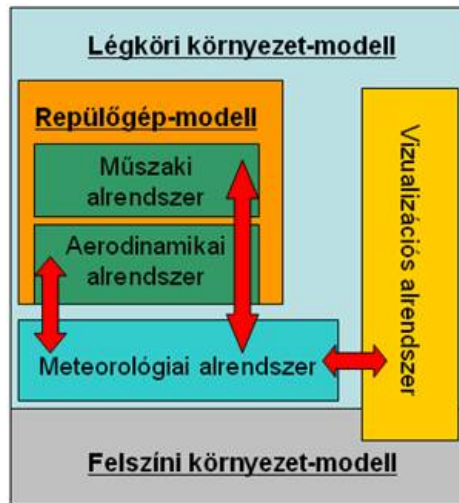 Légköri környezet-modell
Repülőgép-modell
Műszaki
alrendszer
Aerodinamikai
alrendszer
Meteorológiai alrendszer
Vizualizációs alrendszer
Felszíni környezet-modell